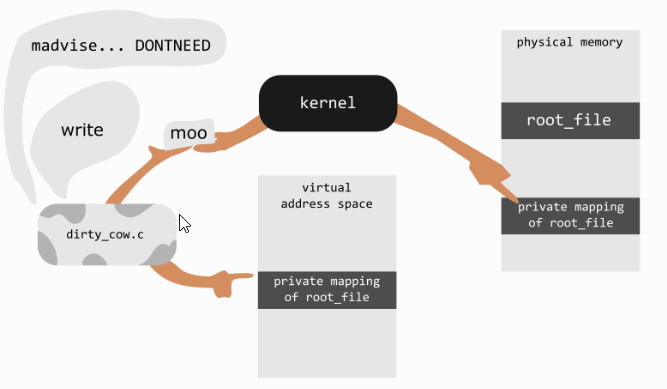 madvise... DONTNEED
write
moo
dirty_cow.c
kernel
virtual
address space
private mapping
of root_file
physical memory
root_file
private mapping
of root_file